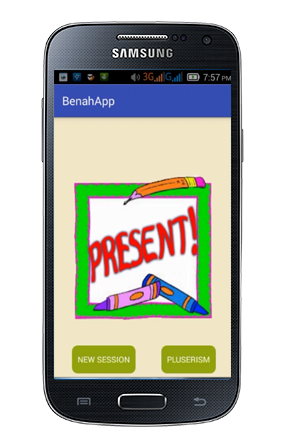 SAMSUNG
3G G 7:57 PM
BenahApp
PRESENT!
NEW SESSION
PLUSERISM